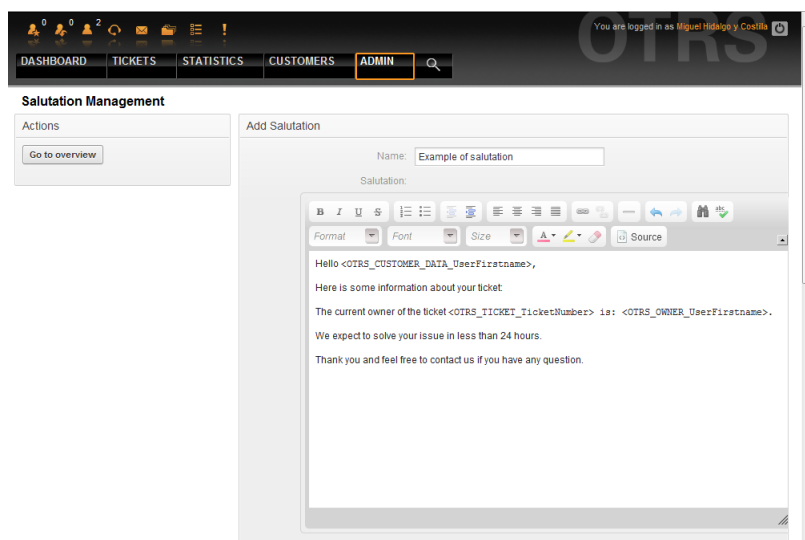 0 0 2
OTRS
You are logged in as Miguel Hidalgo y Costilla
DASHBOARD TICKETS STATISTICS CUSTOMERS ADMIN
Salutation Management
Actions
Go to overview
Add Salutation
Name: Example of salutation
Salutation:
B I U S
Format Font Size A Source
Hello <OTRS_CUSTOMER_DATA_UserFirstname>,
Here is some information about your ticket:
The current owner of the ticket <OTRS_TICKET_TicketNumber> is: <OTRS_OWNER_UserFirstname>.
We expect to solve your issue in less than 24 hours.
Thank you and feel free to contact us if you have any question.